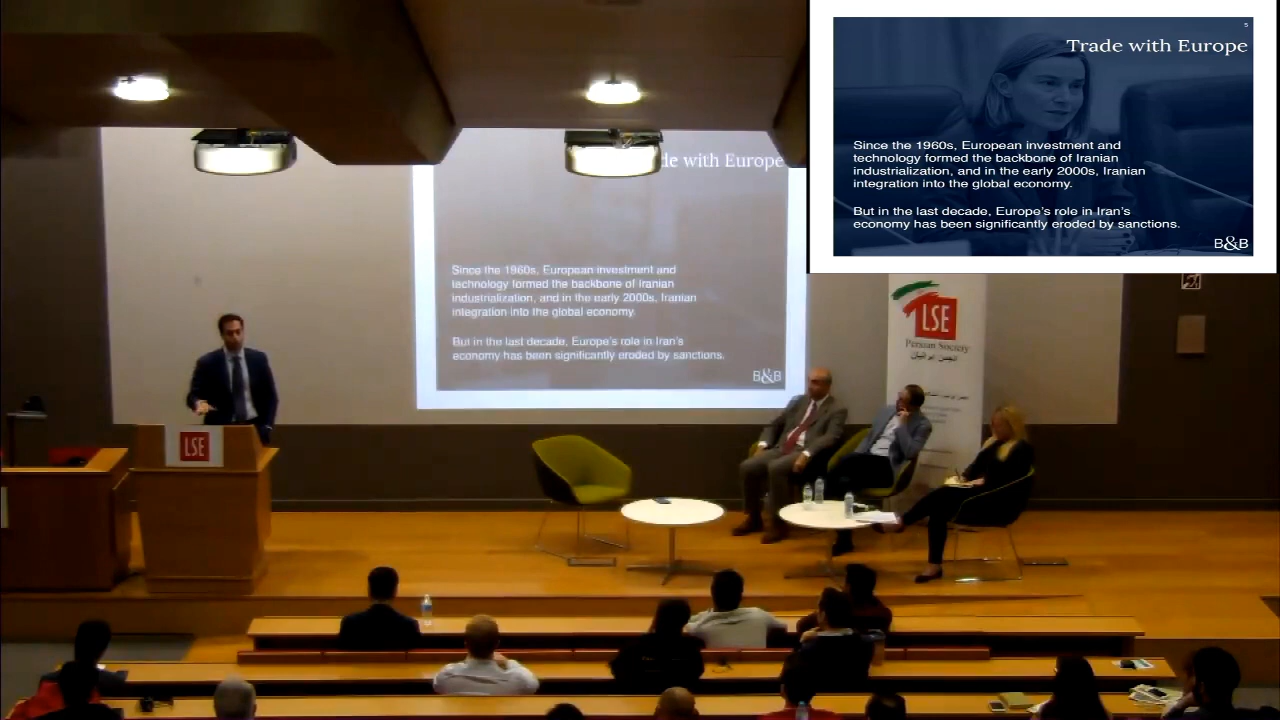 5
Trade with Europe
Since the 1960s, European investment and
technology formed the backbone of Iranian
industrialization, and in the early 2000s, Iranian
integration into the global economy.
But in the last decade, Europe's role in Iran's
economy has been significantly eroded by sanctions.
B&B
de with Europe
Since the 1960s, European investment and
technology formed the backbone of Iranian
industrialization, and in the early 2000s, Iranian
integration into the global economy.
But in the last decade, Europe's role in Iran's
economy has been significantly eroded by sanctions.
B&B
LSE
Persian Society
انجمن ایرانیان
LSE